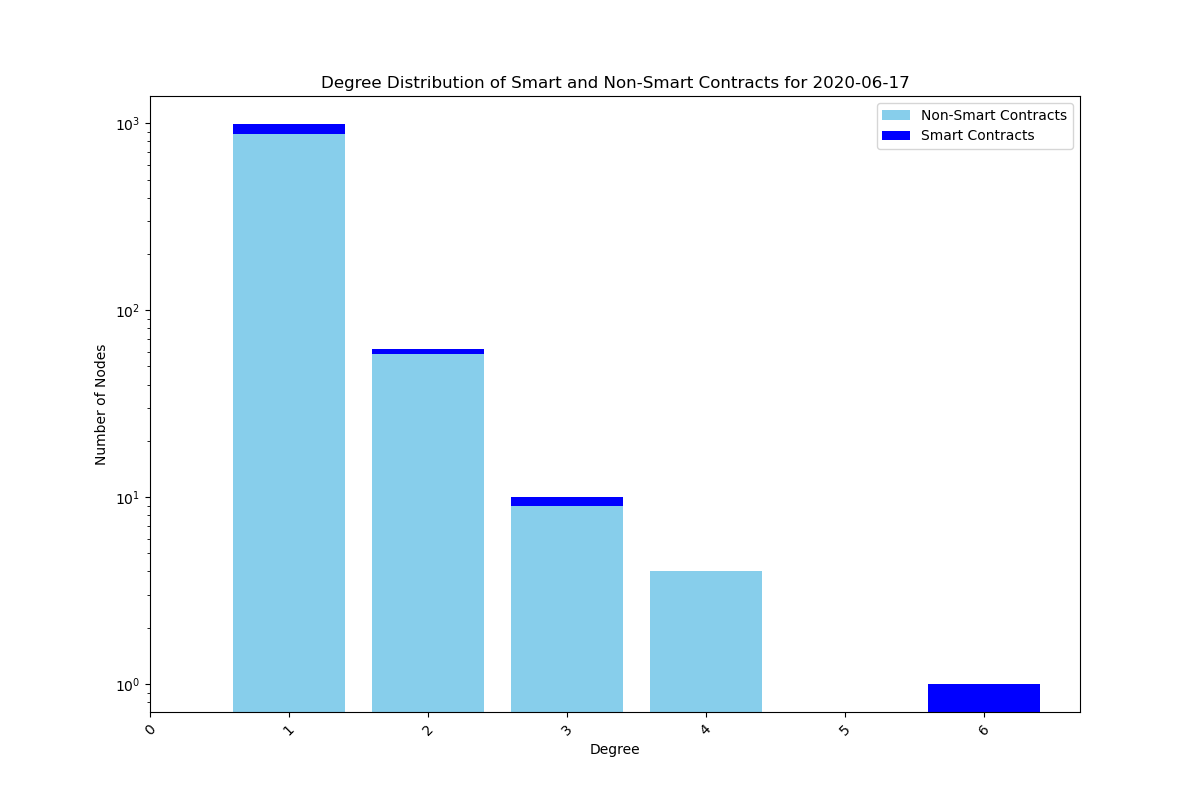 Degree Distribution of Smart and Non-Smart Contracts for 2020-06-17
Non-Smart Contracts
Smart Contracts
Number of Nodes
10³
10²
10¹
10⁰
0 1 2 3 4 5 6
Degree